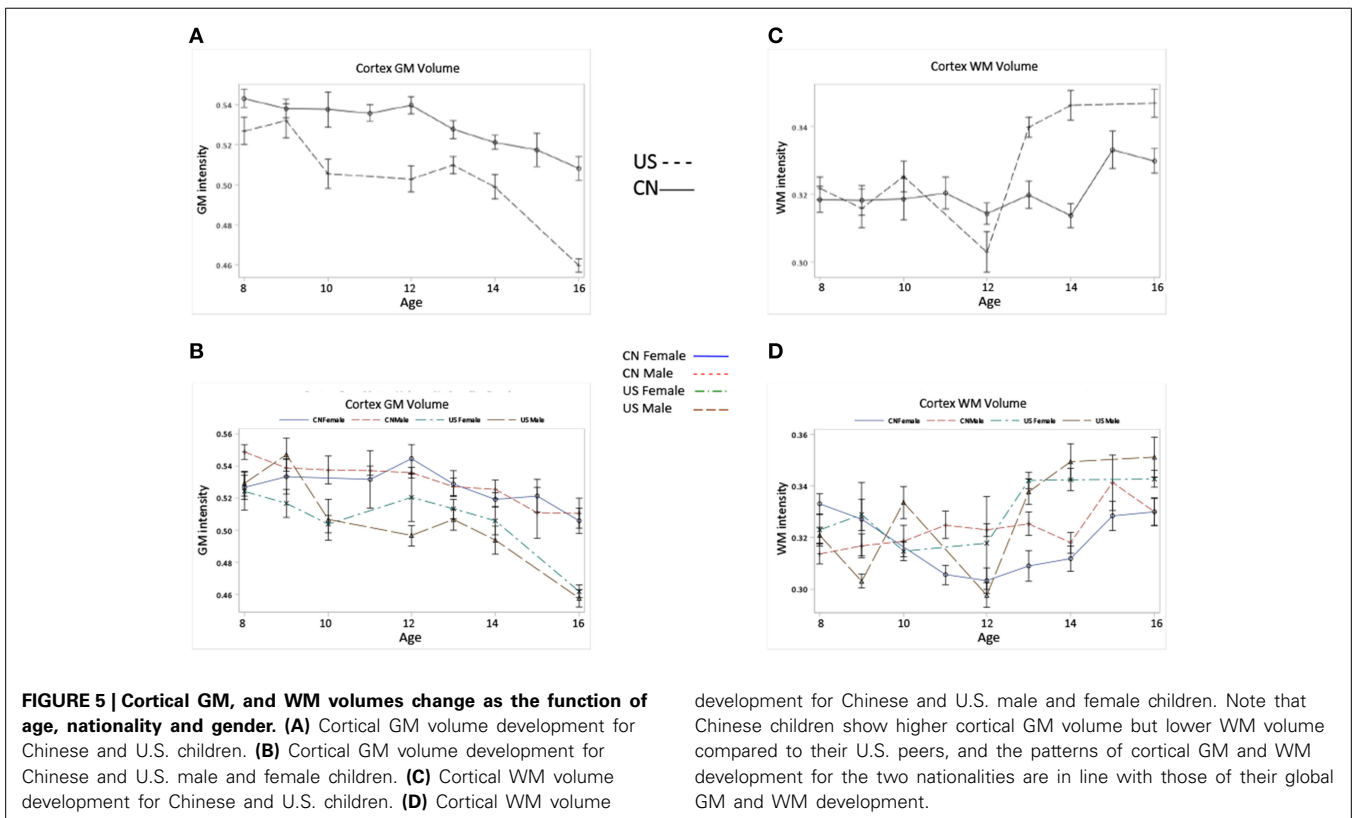 A
Cortex GM Volume
GM intensity
0.54
0.52
0.50
0.48
0.46
8 10 12 14 16
Age
US - - -
CN——
C
Cortex WM Volume
WM intensity
0.34
0.32
0.30
8 10 12 14 16
Age
B
Cortex GM Volume
CNFemale CNMale US Female US Male
GM intensity
0.56
0.54
0.52
0.50
0.48
0.46
8 10 12 14 16
Age
CN Female
CN Male
US Female
US Male
D
Cortex WM Volume
CNFemale CNMale US Female US Male
WM intensity
0.36
0.34
0.32
0.30
8 10 12 14 16
Age
FIGURE 5 | Cortical GM, and WM volumes change as the function of
age, nationality and gender. (A) Cortical GM volume development for
Chinese and U.S. children. (B) Cortical GM volume development for
Chinese and U.S. male and female children. (C) Cortical WM volume
development for Chinese and U.S. children. (D) Cortical WM volume
development for Chinese and U.S. male and female children. Note that
Chinese children show higher cortical GM volume but lower WM volume
compared to their U.S. peers, and the patterns of cortical GM and WM
development for the two nationalities are in line with those of their global
GM and WM development.